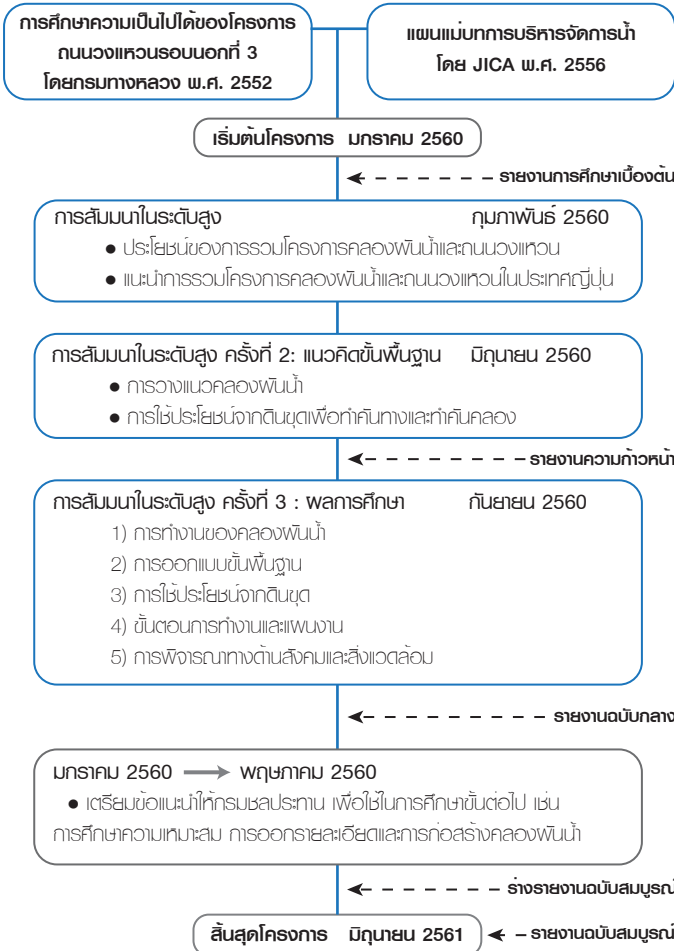 การศึกษาความเป็นไปได้ของโครงการ
ถนนวงแหวนรอบนอกที่ 3
โดยกรมทางหลวง พ.ศ. 2552
แผนแม่บทการบริหารจัดการน้ำ
โดย JICA พ.ศ. 2556
เริ่มต้นโครงการ มกราคม 2560
รายงานการศึกษาเบื้องต้น
การสัมมนาในระดับสูง กุมภาพันธ์ 2560
● ประโยชน์ของการรวมโครงการคลองผันน้ำและถนนวงแหวน
● แนะนำการรวมโครงการคลองผันน้ำและถนนวงแหวนในประเทศญี่ปุ่น
การสัมมนาในระดับสูง ครั้งที่ 2: แนวคิดขั้นพื้นฐาน มิถุนายน 2560
● การวางแนวคลองผันน้ำ
● การใช้ประโยชน์จากดินขุดเพื่อทำคันทางและทำคันคลอง
รายงานความก้าวหน้า
การสัมมนาในระดับสูง ครั้งที่ 3 : ผลการศึกษา กันยายน 2560
1) การทำงานของคลองผันน้ำ
2) การออกแบบขั้นพื้นฐาน
3) การใช้ประโยชน์จากดินขุด
4) ขั้นตอนการทำงานและแผนงาน
5) การพิจารณาทางด้านสังคมและสิ่งแวดล้อม
รายงานฉบับกลาง
มกราคม 2560 → พฤษภาคม 2560
● เตรียมข้อแนะนำให้กรมชลประทาน เพื่อใช้ในการศึกษาขั้นต่อไป เช่น
การศึกษาความเหมาะสม การออกรายละเอียดและการก่อสร้างคลองผันน้ำ
ร่างรายงานฉบับสมบูรณ์
สิ้นสุดโครงการ มิถุนายน 2561
รายงานฉบับสมบูรณ์